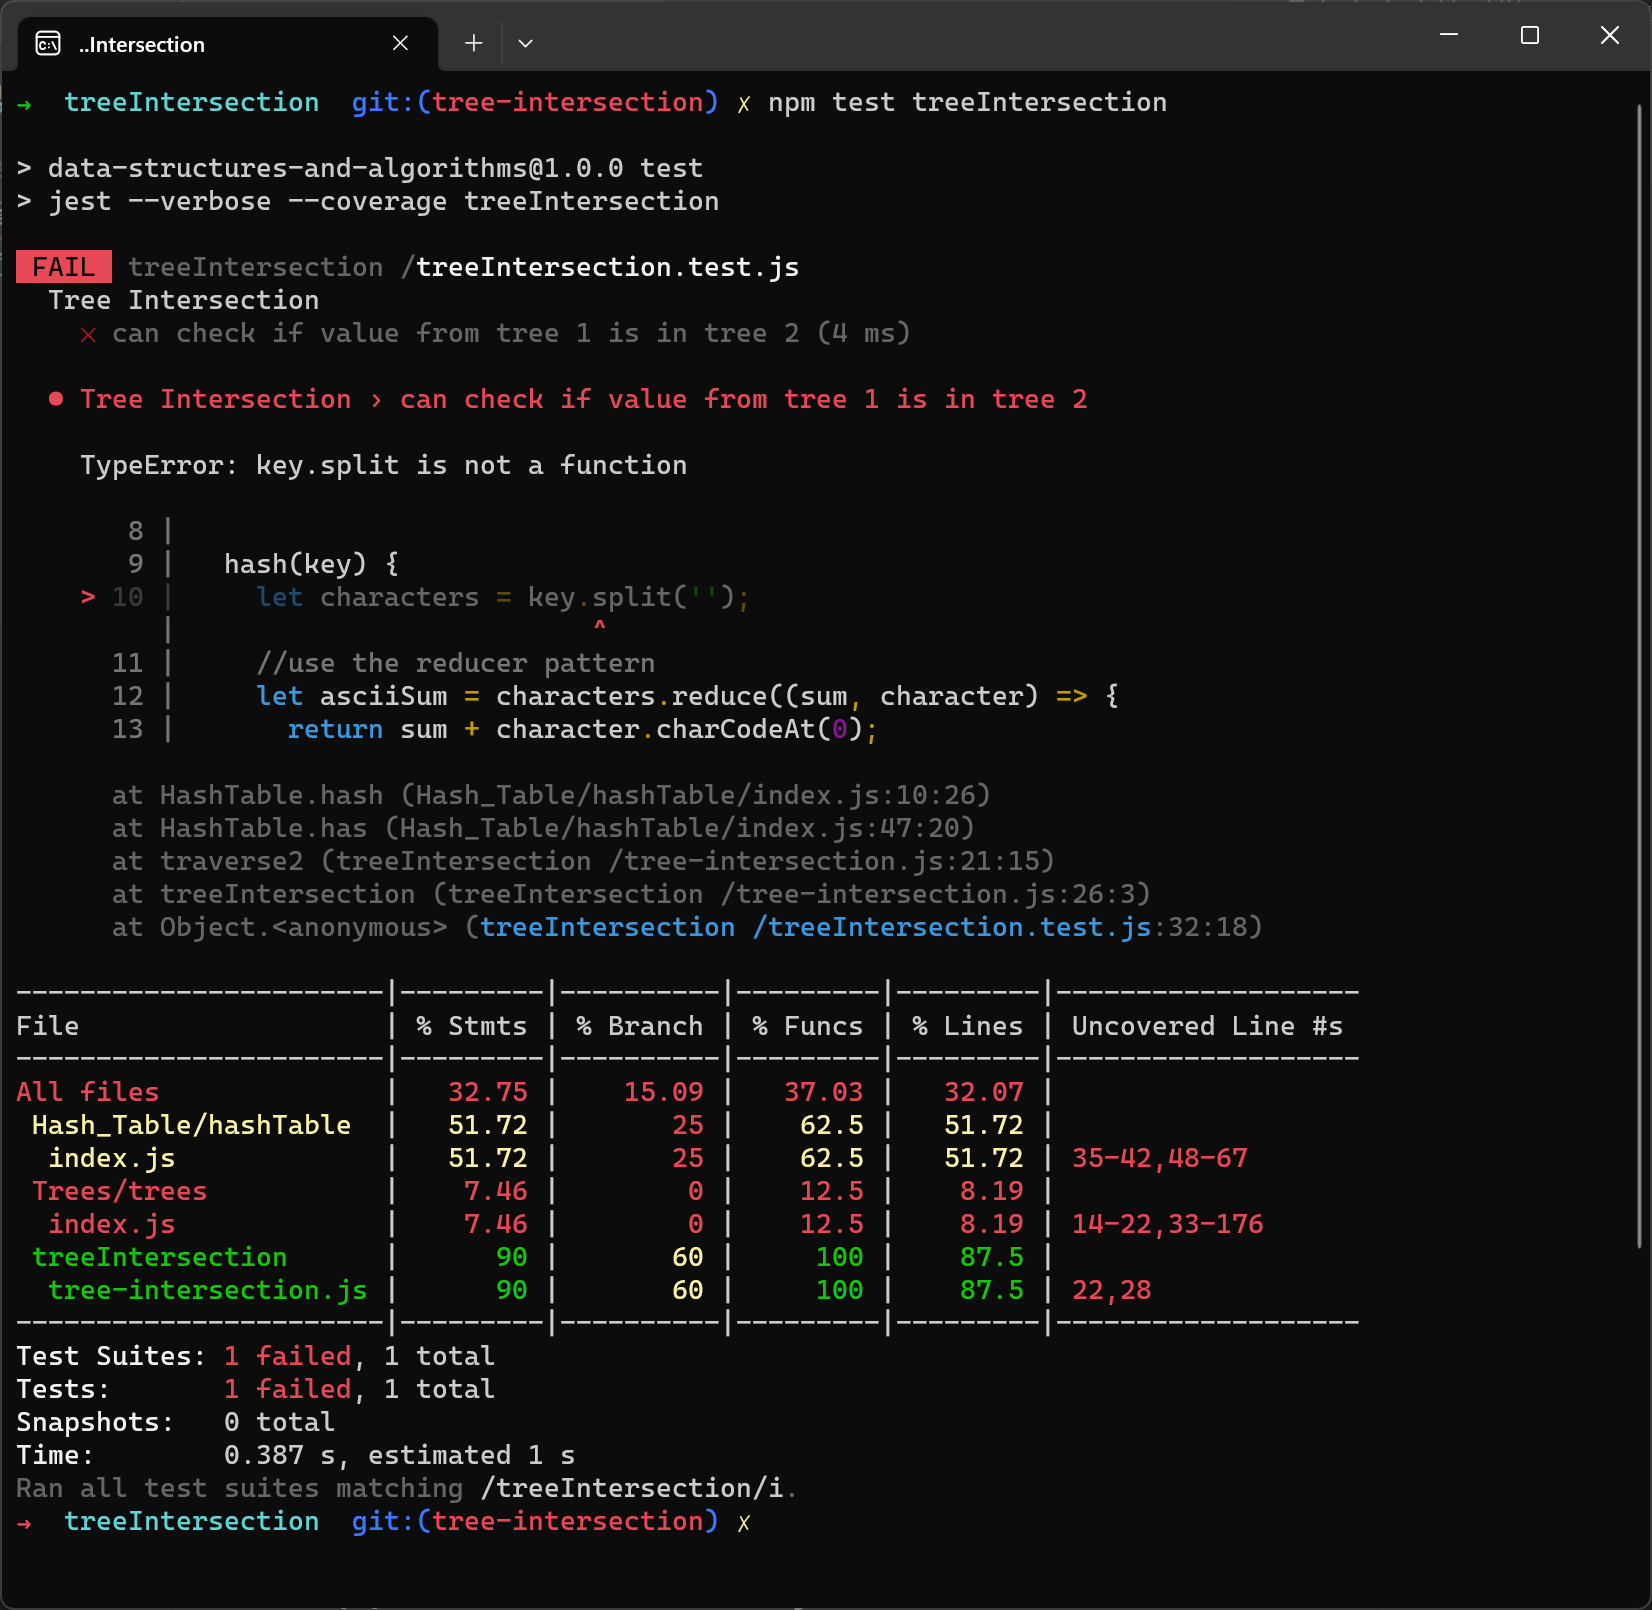 ..Intersection
→ treeIntersection git:(tree-intersection) ✗ npm test treeIntersection
> data-structures-and-algorithms@1.0.0 test
> jest --verbose --coverage treeIntersection
FAIL treeIntersection /treeIntersection.test.js
Tree Intersection
✕ can check if value from tree 1 is in tree 2 (4 ms)
● Tree Intersection › can check if value from tree 1 is in tree 2
TypeError: key.split is not a function
8 |
9 | hash(key) {
> 10 | let characters = key.split('');
| ^
11 | //use the reducer pattern
12 | let asciiSum = characters.reduce((sum, character) => {
13 | return sum + character.charCodeAt(0);
at HashTable.hash (Hash_Table/hashTable/index.js:10:26)
at HashTable.has (Hash_Table/hashTable/index.js:47:20)
at traverse2 (treeIntersection /tree-intersection.js:21:15)
at treeIntersection (treeIntersection /tree-intersection.js:26:3)
at Object.<anonymous> (treeIntersection /treeIntersection.test.js:32:18)
-----------------------|---------|----------|---------|---------|-------------------
File | % Stmts | % Branch | % Funcs | % Lines | Uncovered Line #s
-----------------------|---------|----------|---------|---------|-------------------
All files | 32.75 | 15.09 | 37.03 | 32.07 |
Hash_Table/hashTable | 51.72 | 25 | 62.5 | 51.72 |
index.js | 51.72 | 25 | 62.5 | 51.72 | 35-42,48-67
Trees/trees | 7.46 | 0 | 12.5 | 8.19 |
index.js | 7.46 | 0 | 12.5 | 8.19 | 14-22,33-176
treeIntersection | 90 | 60 | 100 | 87.5 |
tree-intersection.js | 90 | 60 | 100 | 87.5 | 22,28
-----------------------|---------|----------|---------|---------|-------------------
Test Suites: 1 failed, 1 total
Tests: 1 failed, 1 total
Snapshots: 0 total
Time: 0.387 s, estimated 1 s
Ran all test suites matching /treeIntersection/i.
→ treeIntersection git:(tree-intersection) ✗